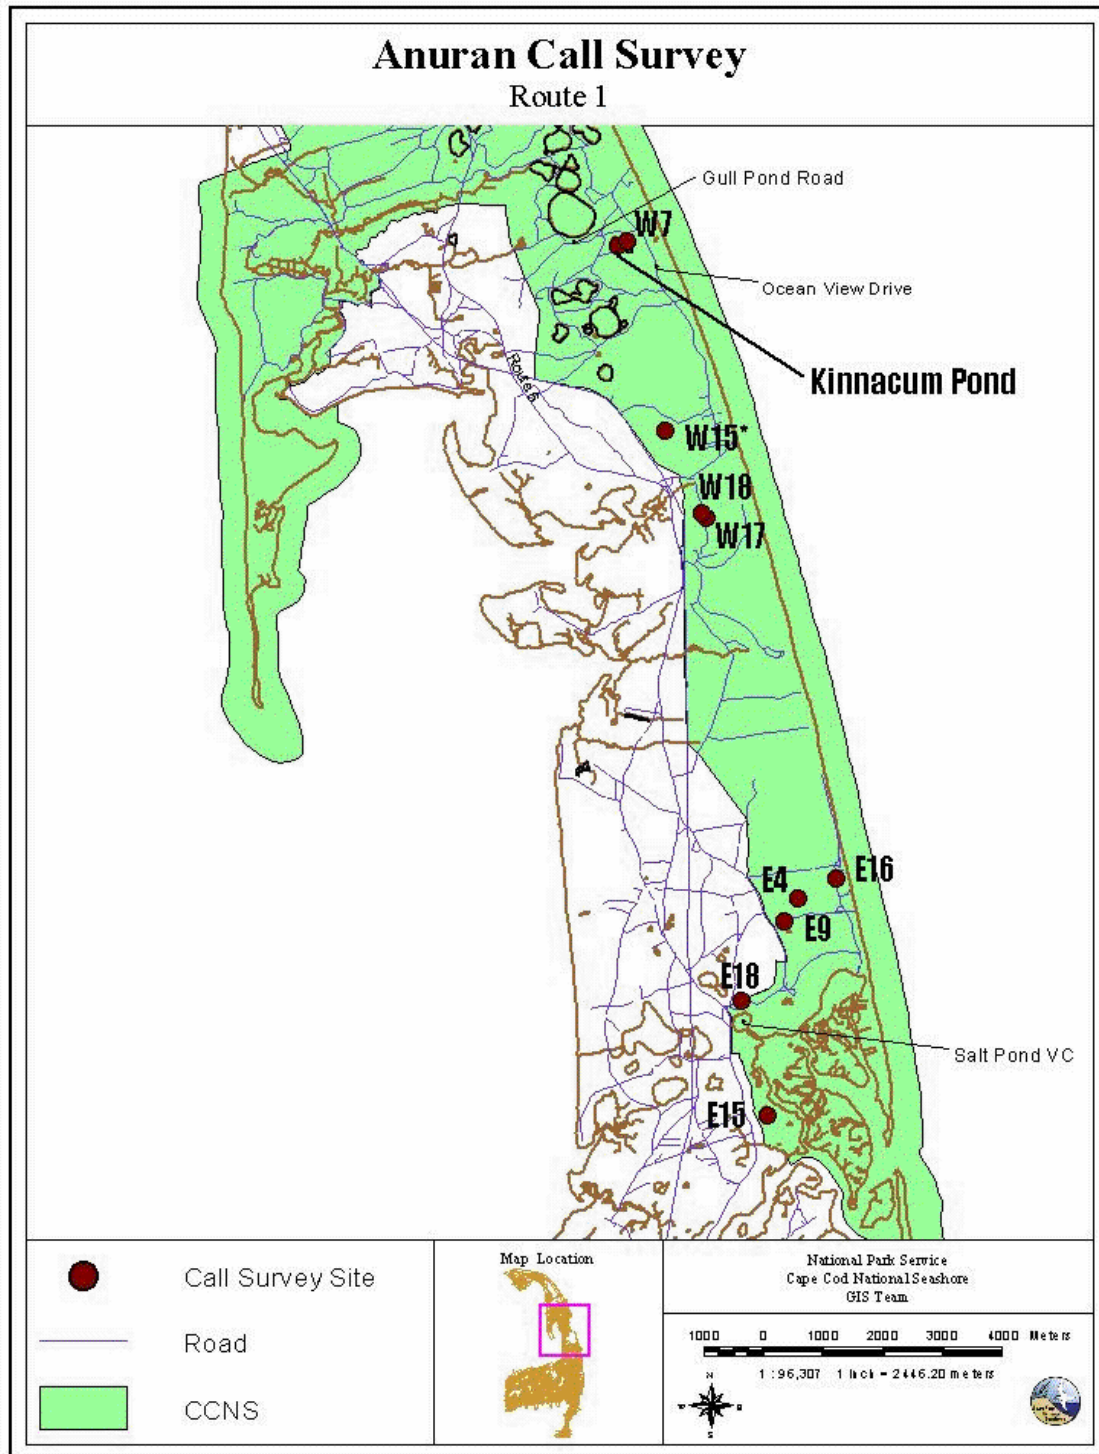 Anuran Call Survey
Route 1
Gull Pond Road
W7
Ocean View Drive
Kinnacum Pond
Route 6
W15*
W18
W17
E16
E4
E9
E18
Salt Pond VC
E15
Call Survey Site
Road
CCNS
Map Location
National Park Service
Cape Cod National Seashore
GIS Team
1000 0 1000 2000 3000 4000 Meters
1 : 96,307 1 Inch = 2446.20 meters
N
S